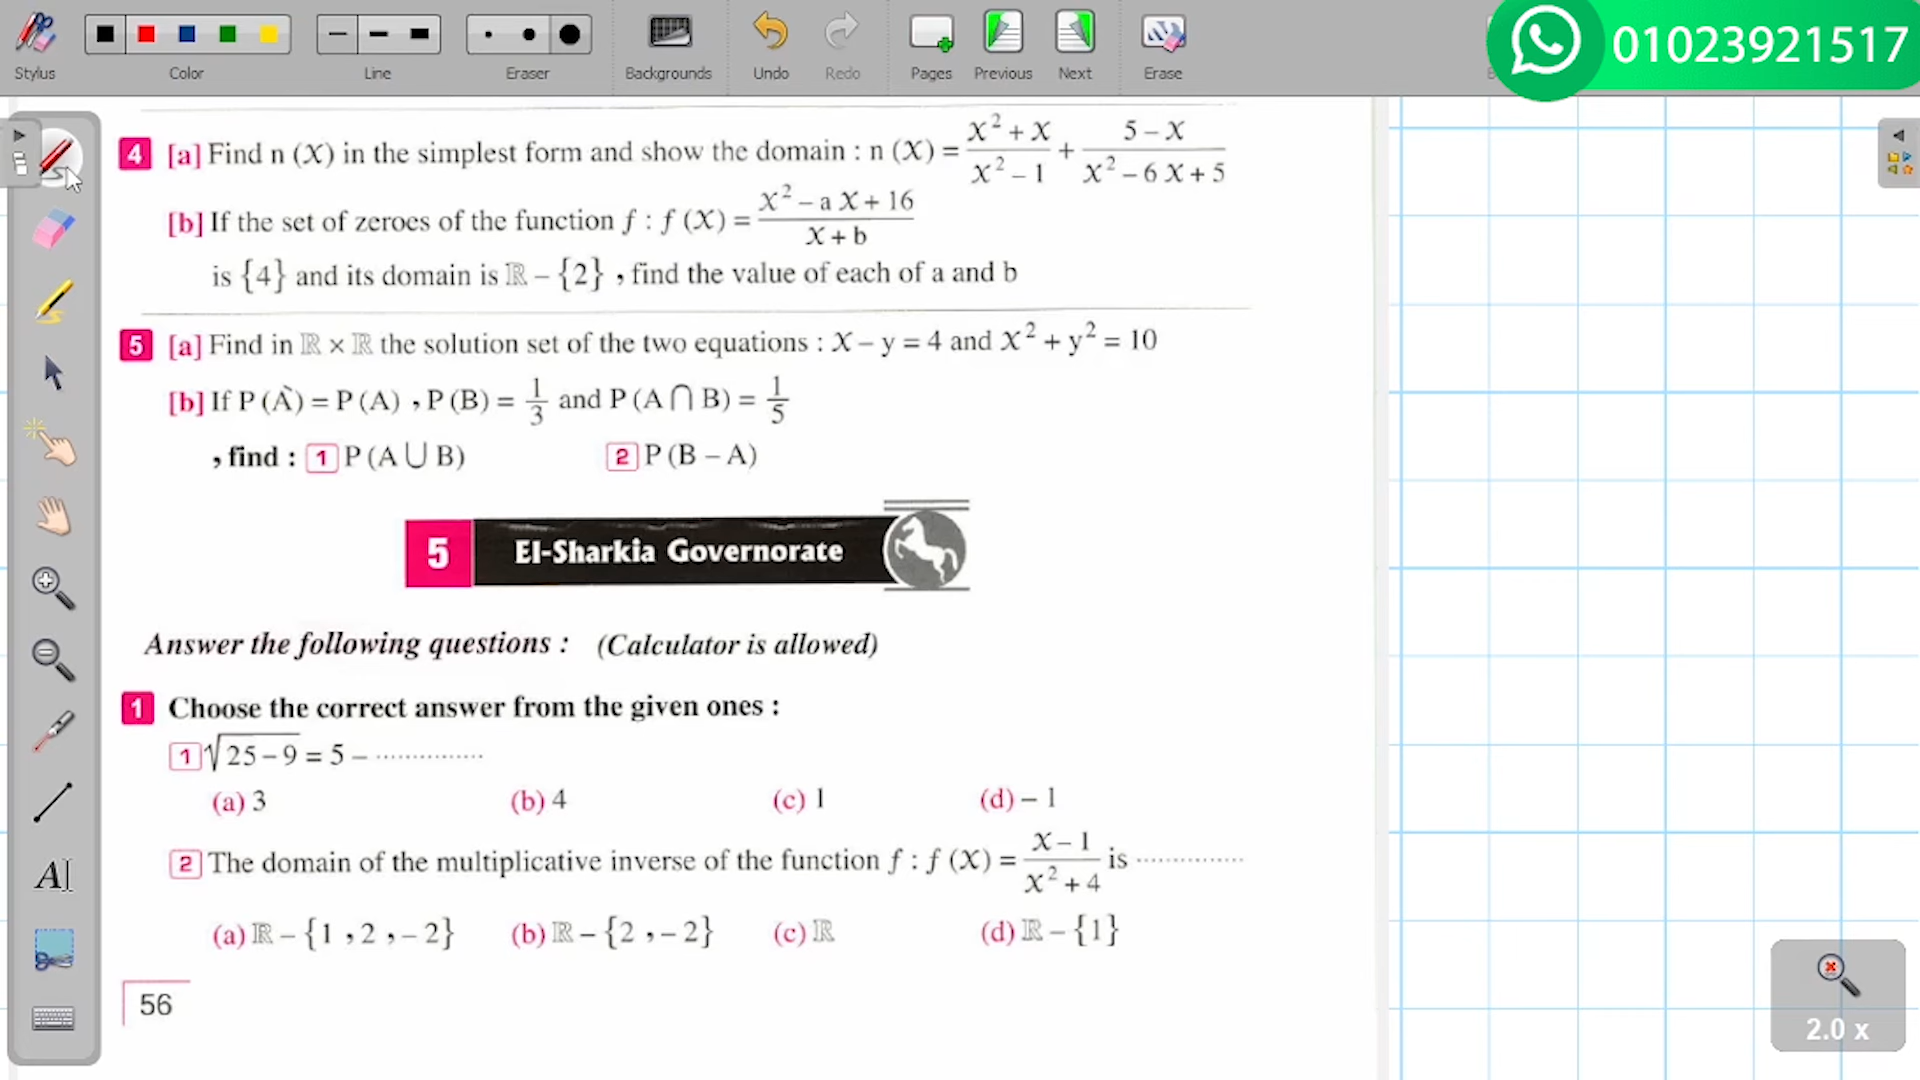 Stylus
Color
Line
Eraser
Backgrounds
Undo
Redo
Pages
Previous
Next
Erase
01023921517
4 [a] Find n (X) in the simplest form and show the domain : n (X) = (X² + X)/(X² − 1) + (5 − X)/(X² − 6 X + 5)
[b] If the set of zeroes of the function f : f (X) = (X² − a X + 16)/(X + b)
is {4} and its domain is ℝ − {2} , find the value of each of a and b
5 [a] Find in ℝ × ℝ the solution set of the two equations : X − y = 4 and X² + y² = 10
[b] If P (À) = P (A) , P (B) = 1/3 and P (A ∩ B) = 1/5
, find : 1 P (A ∪ B) 2 P (B − A)
5 El-Sharkia Governorate
Answer the following questions : (Calculator is allowed)
1 Choose the correct answer from the given ones :
1 √(25 − 9) = 5 − ..............
(a) 3 (b) 4 (c) 1 (d) − 1
2 The domain of the multiplicative inverse of the function f : f (X) = (X − 1)/(X² + 4) is ..............
(a) ℝ − {1 , 2 , − 2} (b) ℝ − {2 , − 2} (c) ℝ (d) ℝ − {1}
56
2.0 x